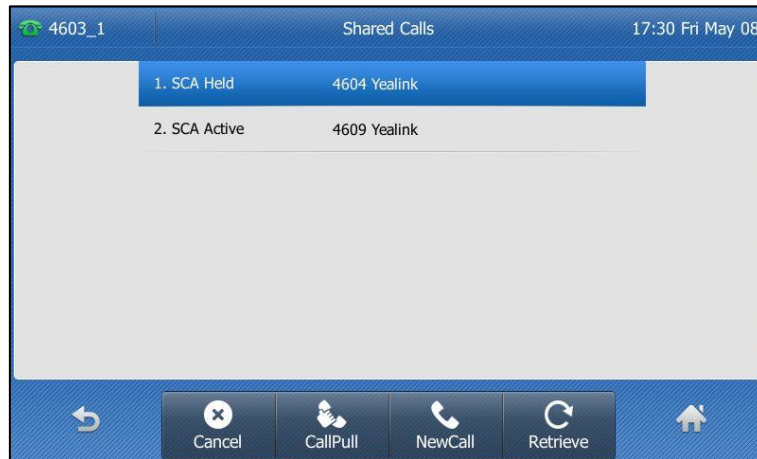 4603_1 Shared Calls 17:30 Fri May 08
1. SCA Held 4604 Yealink
2. SCA Active 4609 Yealink
Cancel CallPull NewCall Retrieve